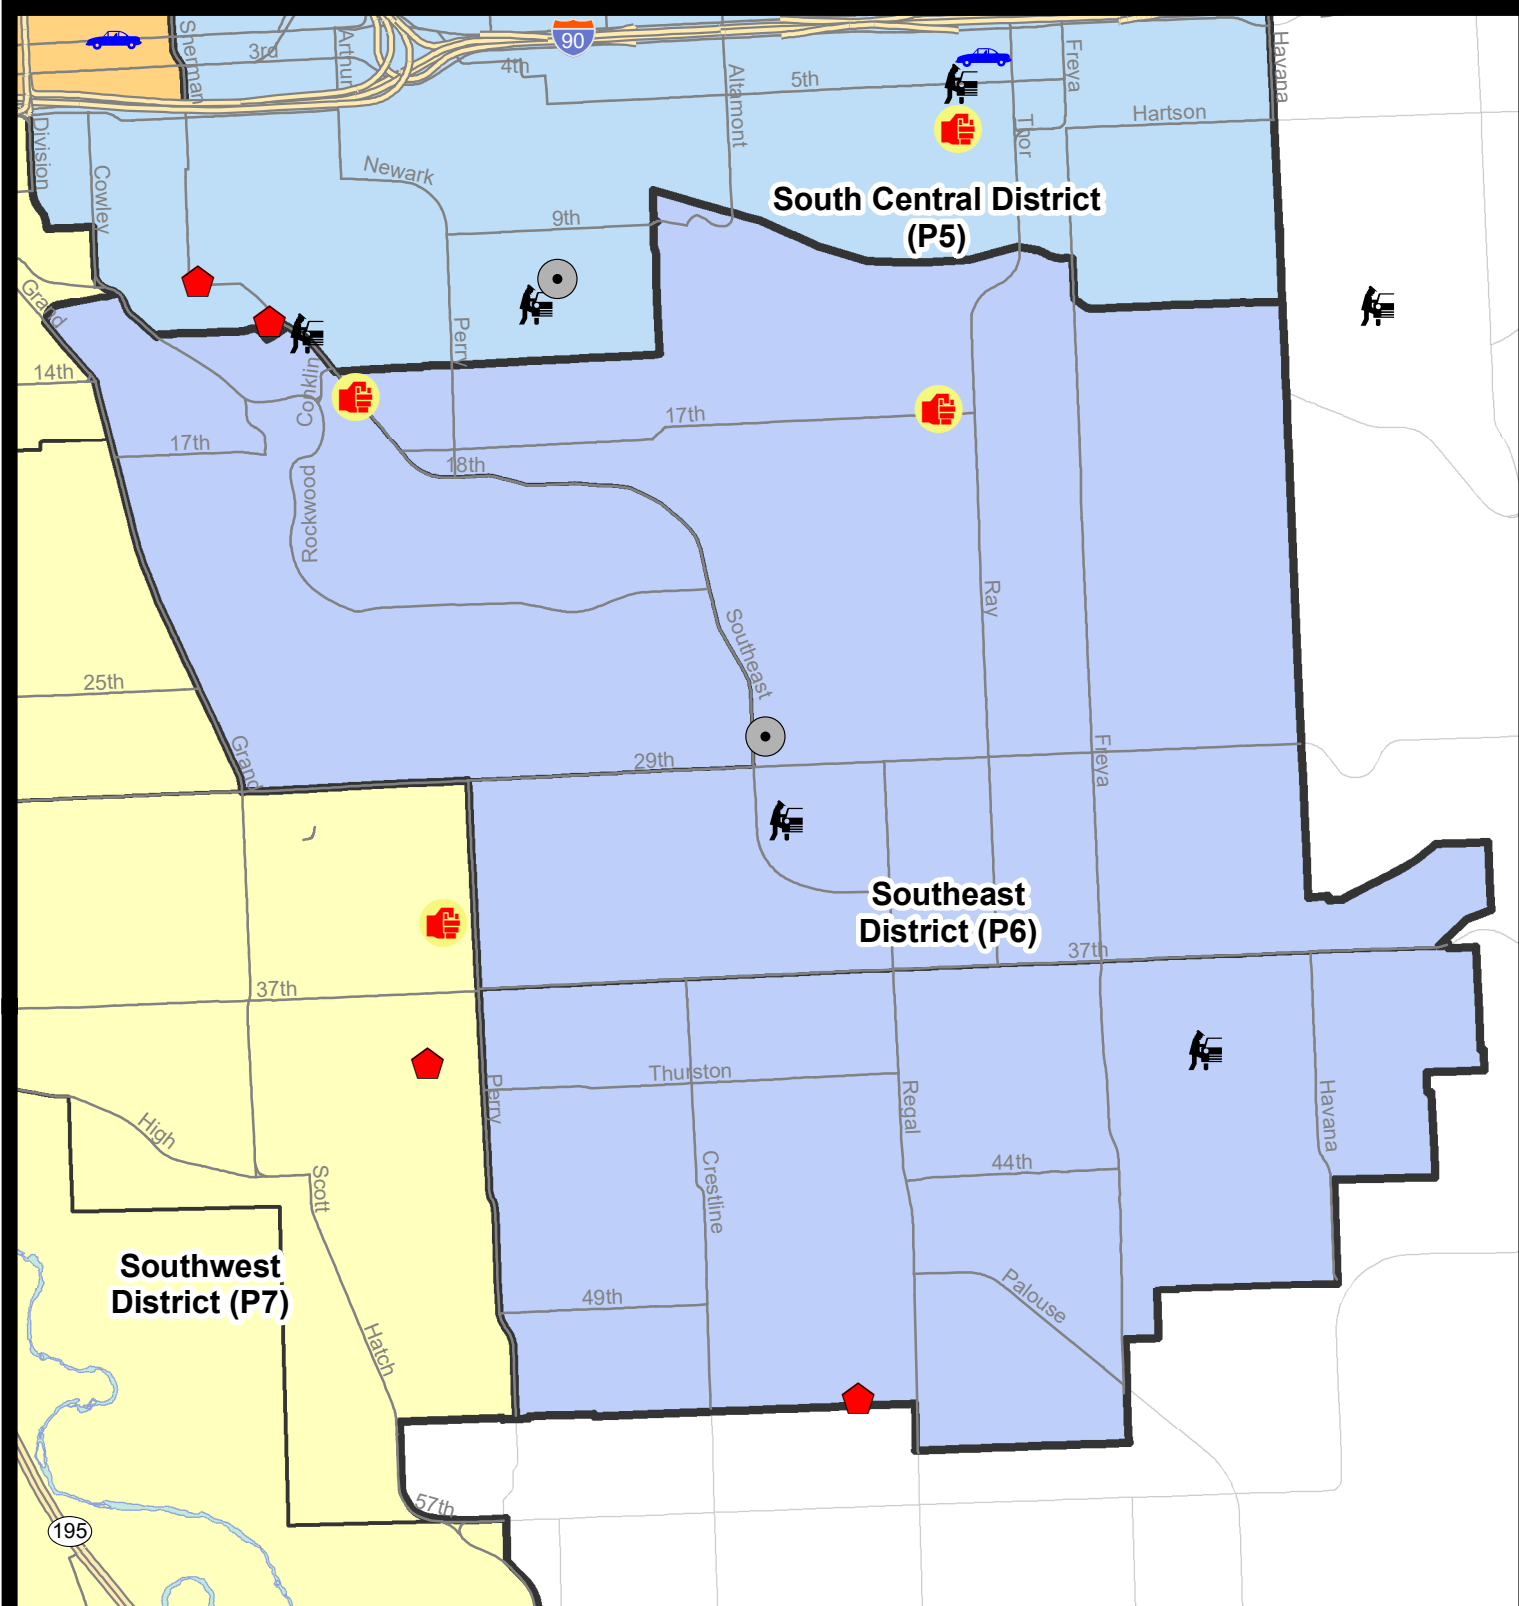 90
Sherman
3rd
Arthur
4th
Altamont
5th
Freya
Havana
Hartson
Thor
Division
Cowley
Newark
9th
South Central District
(P5)
Grand
Perry
14th
Conklin
17th
17th
18th
Rockwood
Ray
Southeast
25th
Grand
29th
Freya
Southeast
District (P6)
37th
37th
Thurston
Perry
Regal
Havana
High
Scott
44th
Crestline
Southwest
District (P7)
49th
Palouse
Hatch
57th
195